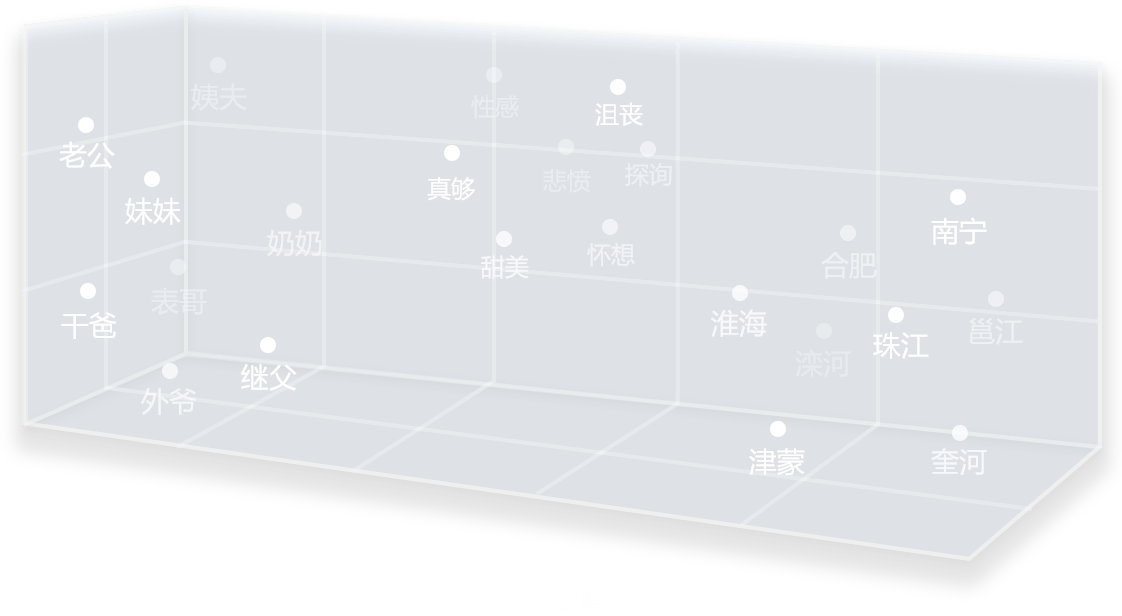 姨夫
性感
沮丧
老公
真够
悲愤
探询
妹妹
南宁
奶奶
甜美
怀想
合肥
表哥
干爸
淮海
滦河
珠江
邕江
继父
外爷
津蒙
奎河